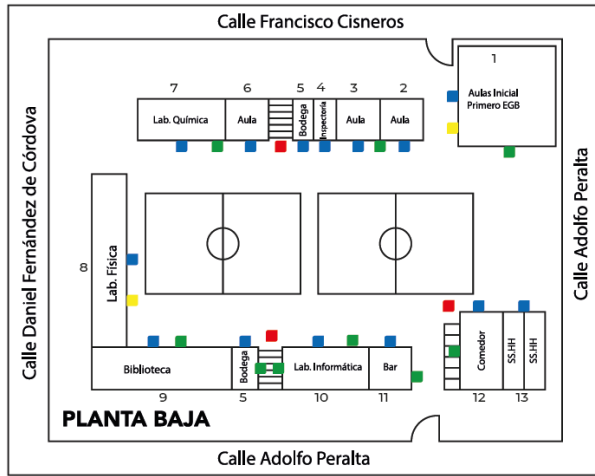 Calle Francisco Cisneros
1
7
6
5
4
3
2
Lab. Química
Aula
Bodega
Inspectoría
Aula
Aula
Aulas Inicial
Primero EGB
Calle Daniel Fernández de Córdova
Calle Adolfo Peralta
8
Lab. Física
Biblioteca
Bodega
Lab. Informática
Bar
Comedor
SS.HH
SS.HH
9
5
10
11
12
13
PLANTA BAJA
Calle Adolfo Peralta